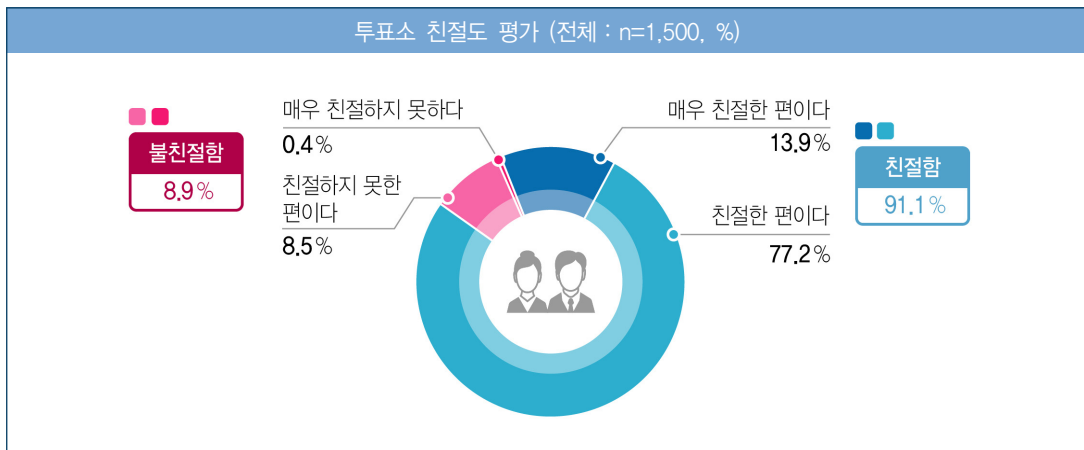 투표소 친절도 평가 (전체 : n=1,500, %)
불친절함
8.9%
매우 친절하지 못하다
0.4%
친절하지 못한
편이다
8.5%
매우 친절한 편이다
13.9%
친절한 편이다
77.2%
친절함
91.1%